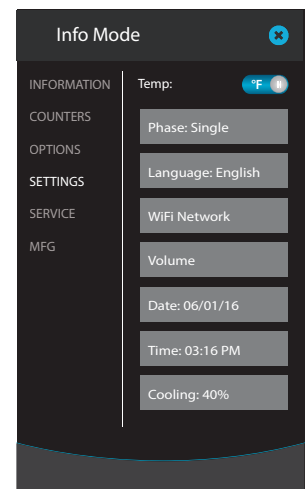 Info Mode
INFORMATION
COUNTERS
OPTIONS
SETTINGS
SERVICE
MFG
Temp:
°F
Phase: Single
Language: English
WiFi Network
Volume
Date: 06/01/16
Time: 03:16 PM
Cooling: 40%